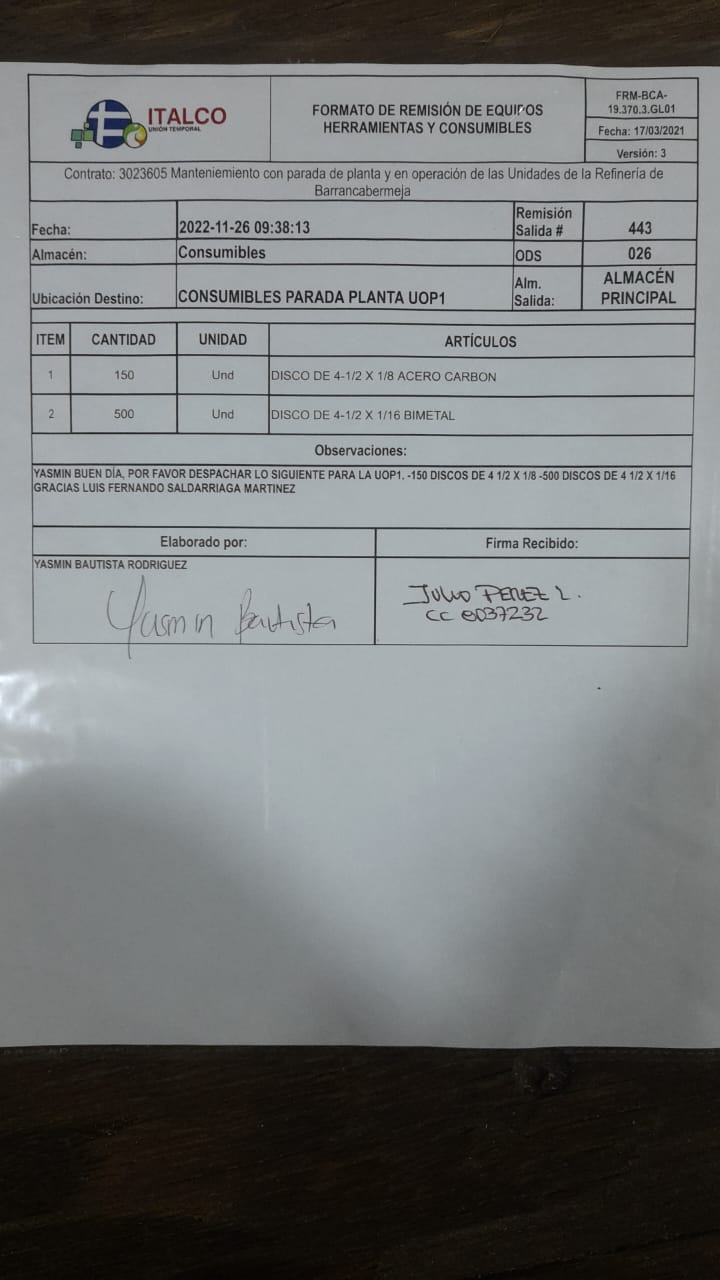 ITALCO
UNIÓN TEMPORAL
FORMATO DE REMISIÓN DE EQUIPOS
HERRAMIENTAS Y CONSUMIBLES
FRM-BCA-
19.370.3.GL01
Fecha: 17/03/2021
Versión: 3
Contrato: 3023605 Manteniemiento con parada de planta y en operación de las Unidades de la Refinería de
Barrancabermeja
Fecha: 2022-11-26 09:38:13
Remisión
Salida # 443
Almacén: Consumibles
ODS 026
Ubicación Destino: CONSUMIBLES PARADA PLANTA UOP1
Alm.
Salida:
ALMACÉN
PRINCIPAL
ITEM CANTIDAD UNIDAD ARTÍCULOS
1 150 Und DISCO DE 4-1/2 X 1/8 ACERO CARBON
2 500 Und DISCO DE 4-1/2 X 1/16 BIMETAL
Observaciones:
YASMIN BUEN DÍA, POR FAVOR DESPACHAR LO SIGUIENTE PARA LA UOP1. -150 DISCOS DE 4 1/2 X 1/8 -500 DISCOS DE 4 1/2 X 1/16
GRACIAS LUIS FERNANDO SALDARRIAGA MARTINEZ
Elaborado por: Firma Recibido:
YASMIN BAUTISTA RODRIGUEZ
Yasmin Bautista
Julio PEREZ L.
CC 8037232